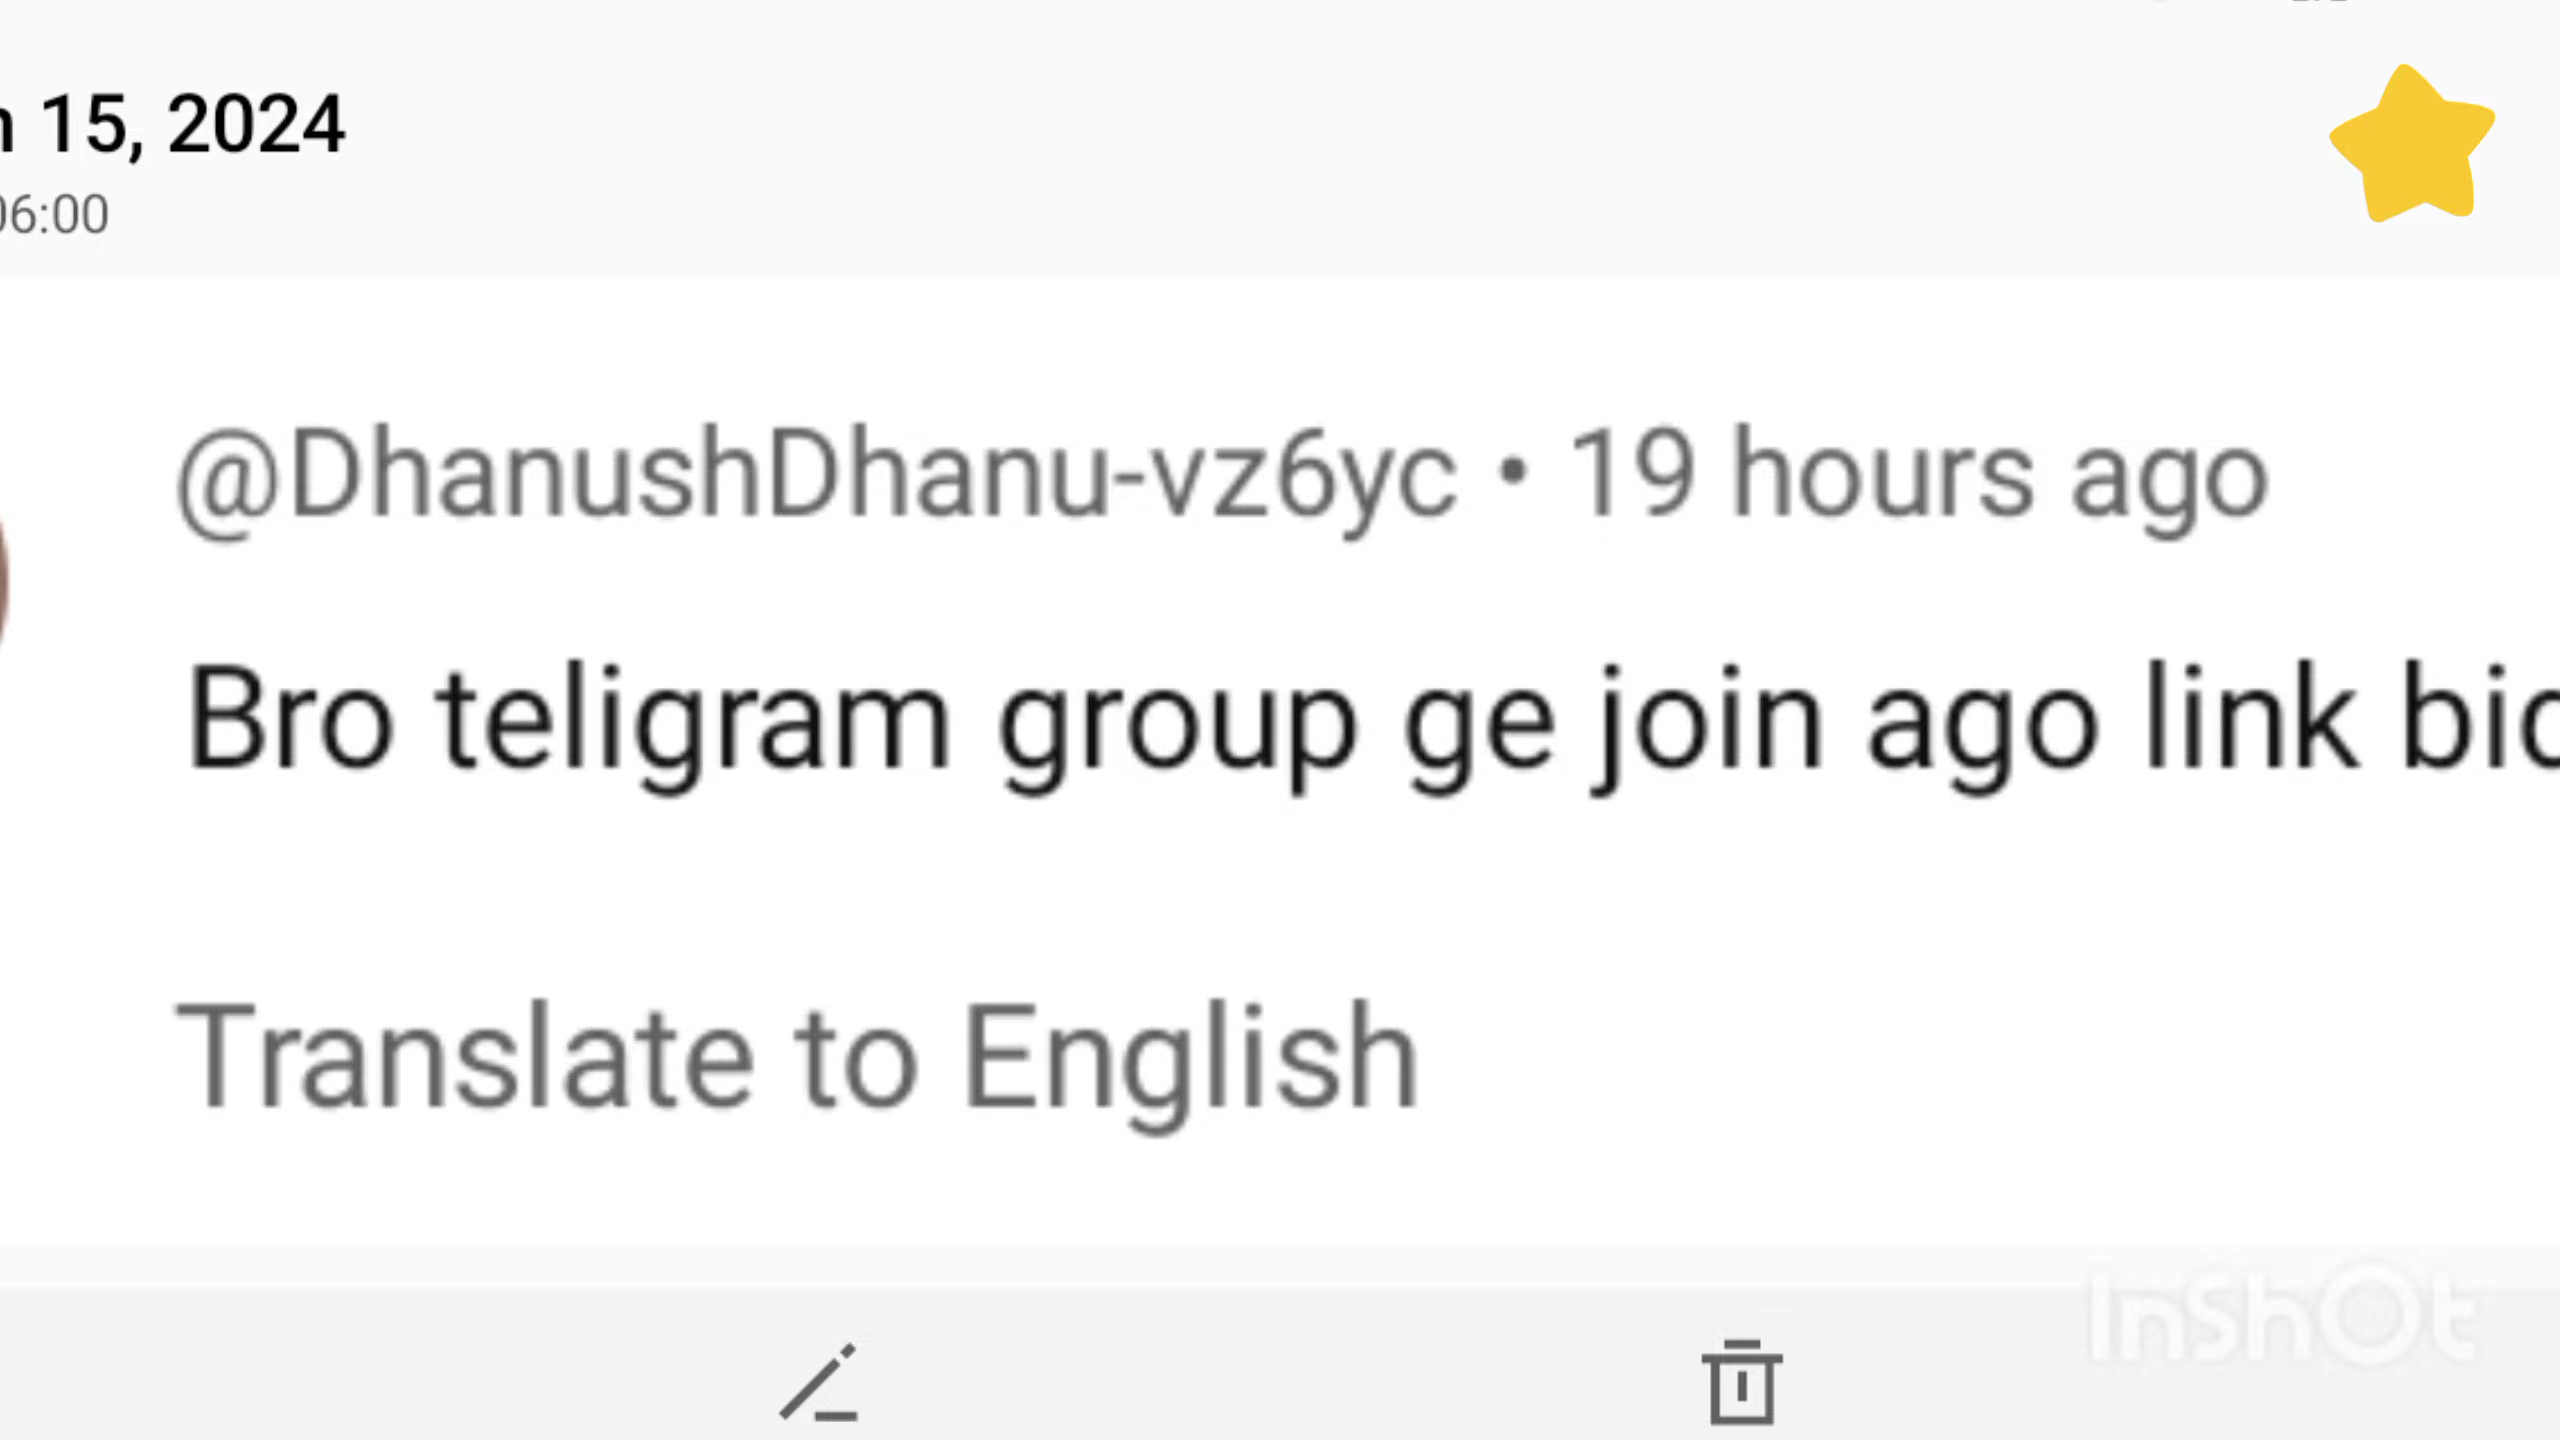 15, 2024
06:00
@DhanushDhanu-vz6yc • 19 hours ago
Bro teligram group ge join ago link
Translate to English
InShOt